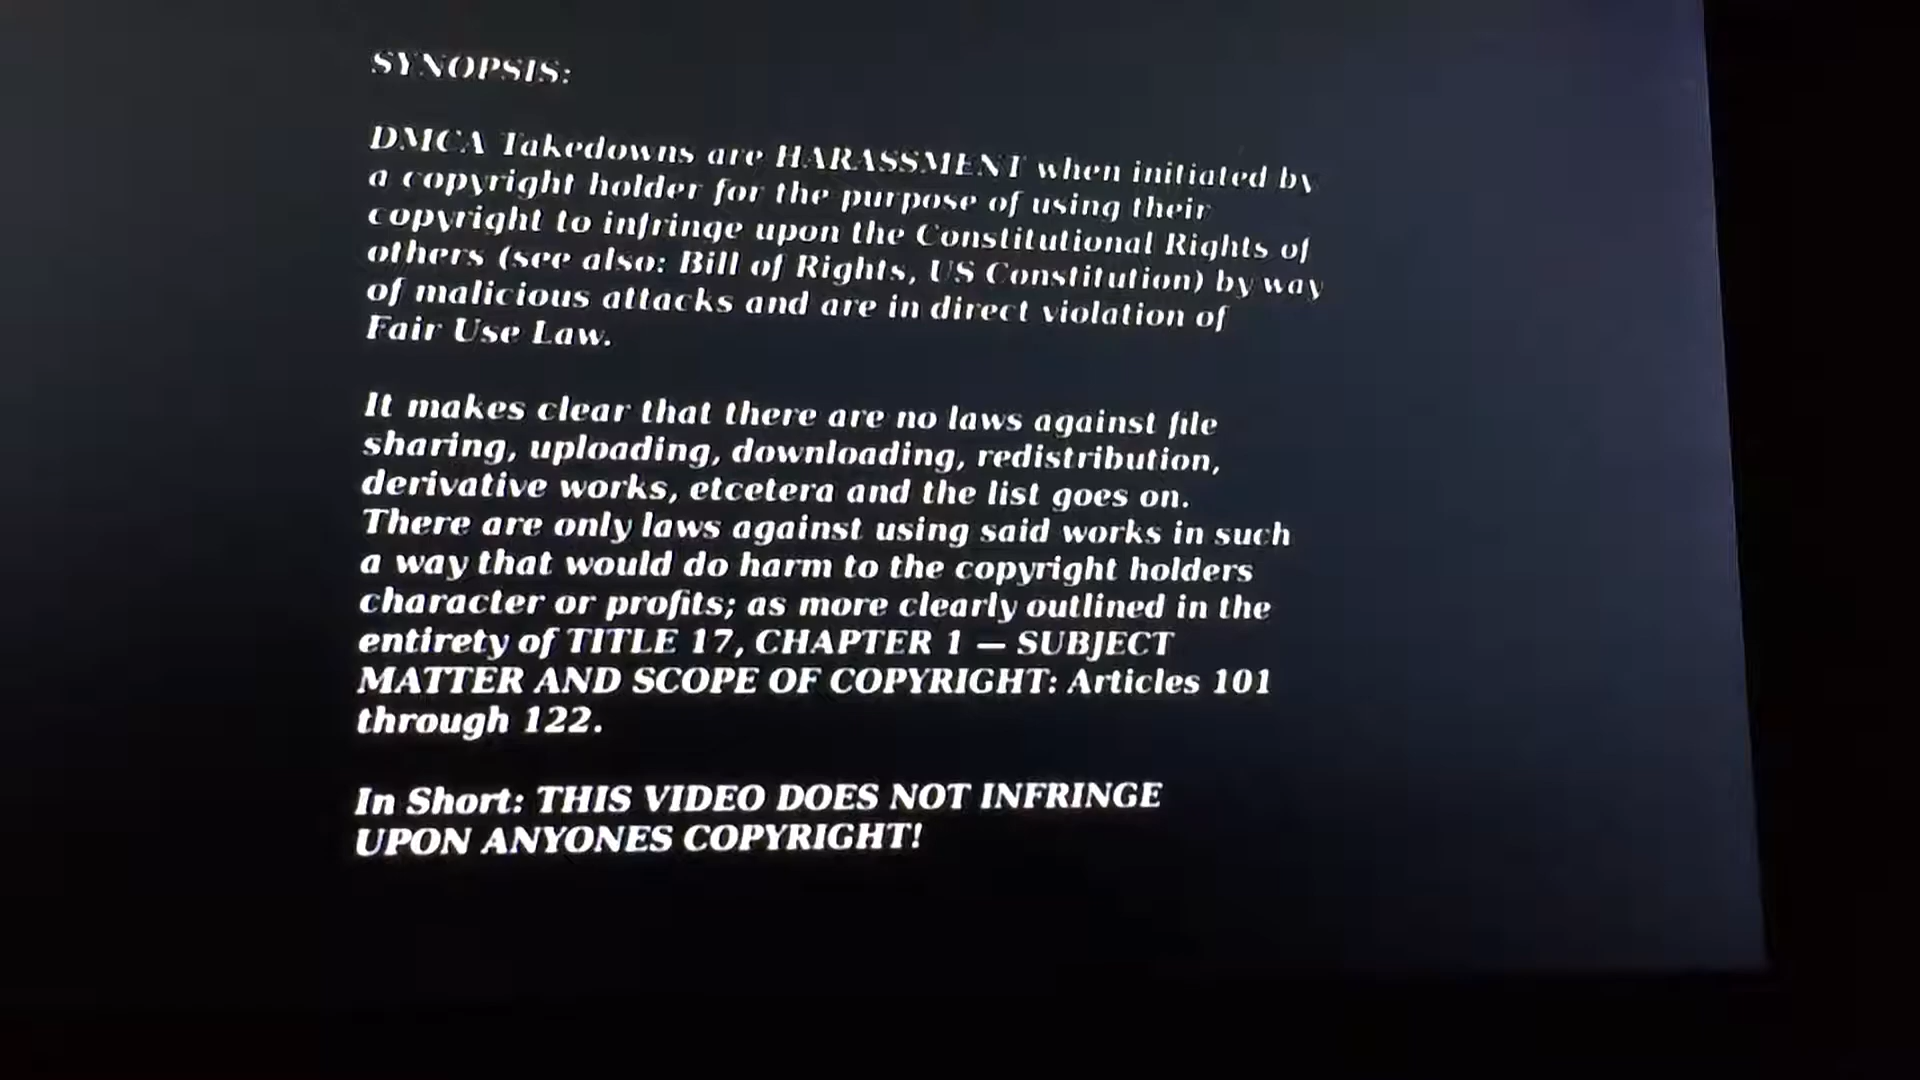 SYNOPSIS:
DMCA Takedowns are HARASSMENT when initiated by
a copyright holder for the purpose of using their
copyright to infringe upon the Constitutional Rights of
others (see also: Bill of Rights, US Constitution) by way
of malicious attacks and are in direct violation of
Fair Use Law.
It makes clear that there are no laws against file
sharing, uploading, downloading, redistribution,
derivative works, etcetera and the list goes on.
There are only laws against using said works in such
a way that would do harm to the copyright holders
character or profits; as more clearly outlined in the
entirety of TITLE 17, CHAPTER 1 — SUBJECT
MATTER AND SCOPE OF COPYRIGHT: Articles 101
through 122.
In Short: THIS VIDEO DOES NOT INFRINGE
UPON ANYONES COPYRIGHT!